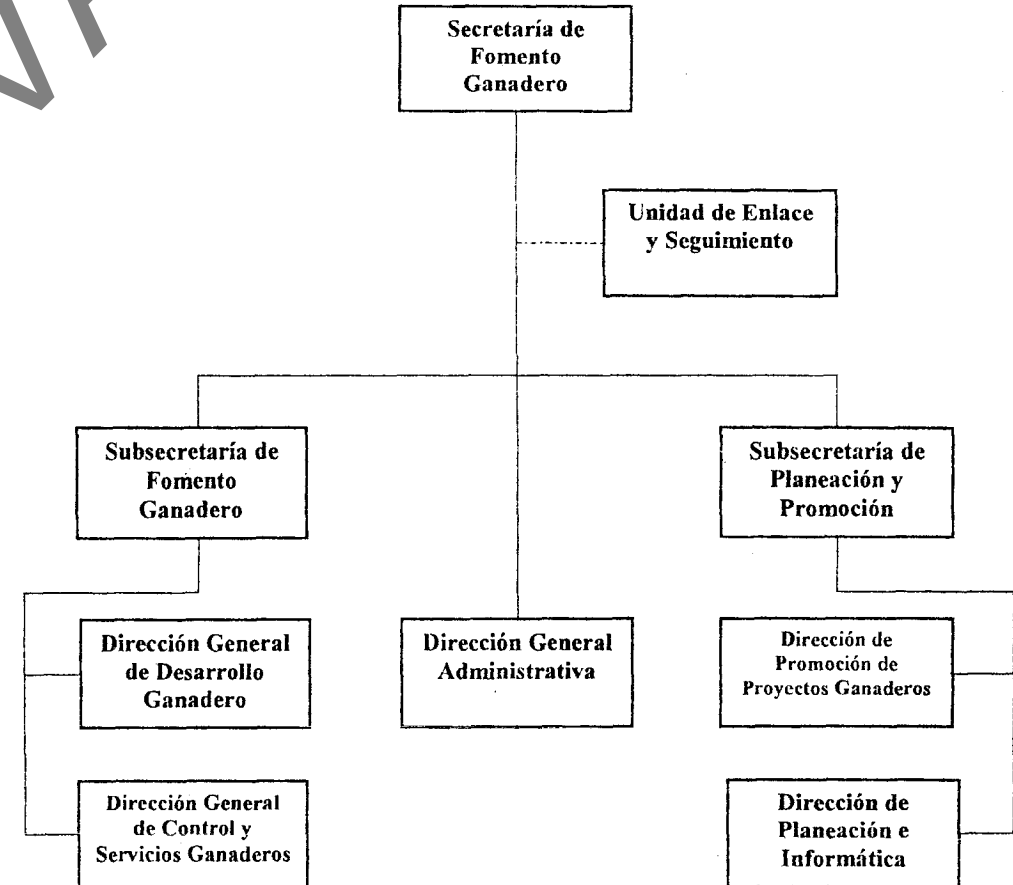 Secretaría de
Fomento
Ganadero
Unidad de Enlace
y Seguimiento
Subsecretaría de
Fomento
Ganadero
Subsecretaría de
Planeación y
Promoción
Dirección General
de Desarrollo
Ganadero
Dirección General
Administrativa
Dirección de
Promoción de
Proyectos Ganaderos
Dirección General
de Control y
Servicios Ganaderos
Dirección de
Planeación e
Informática